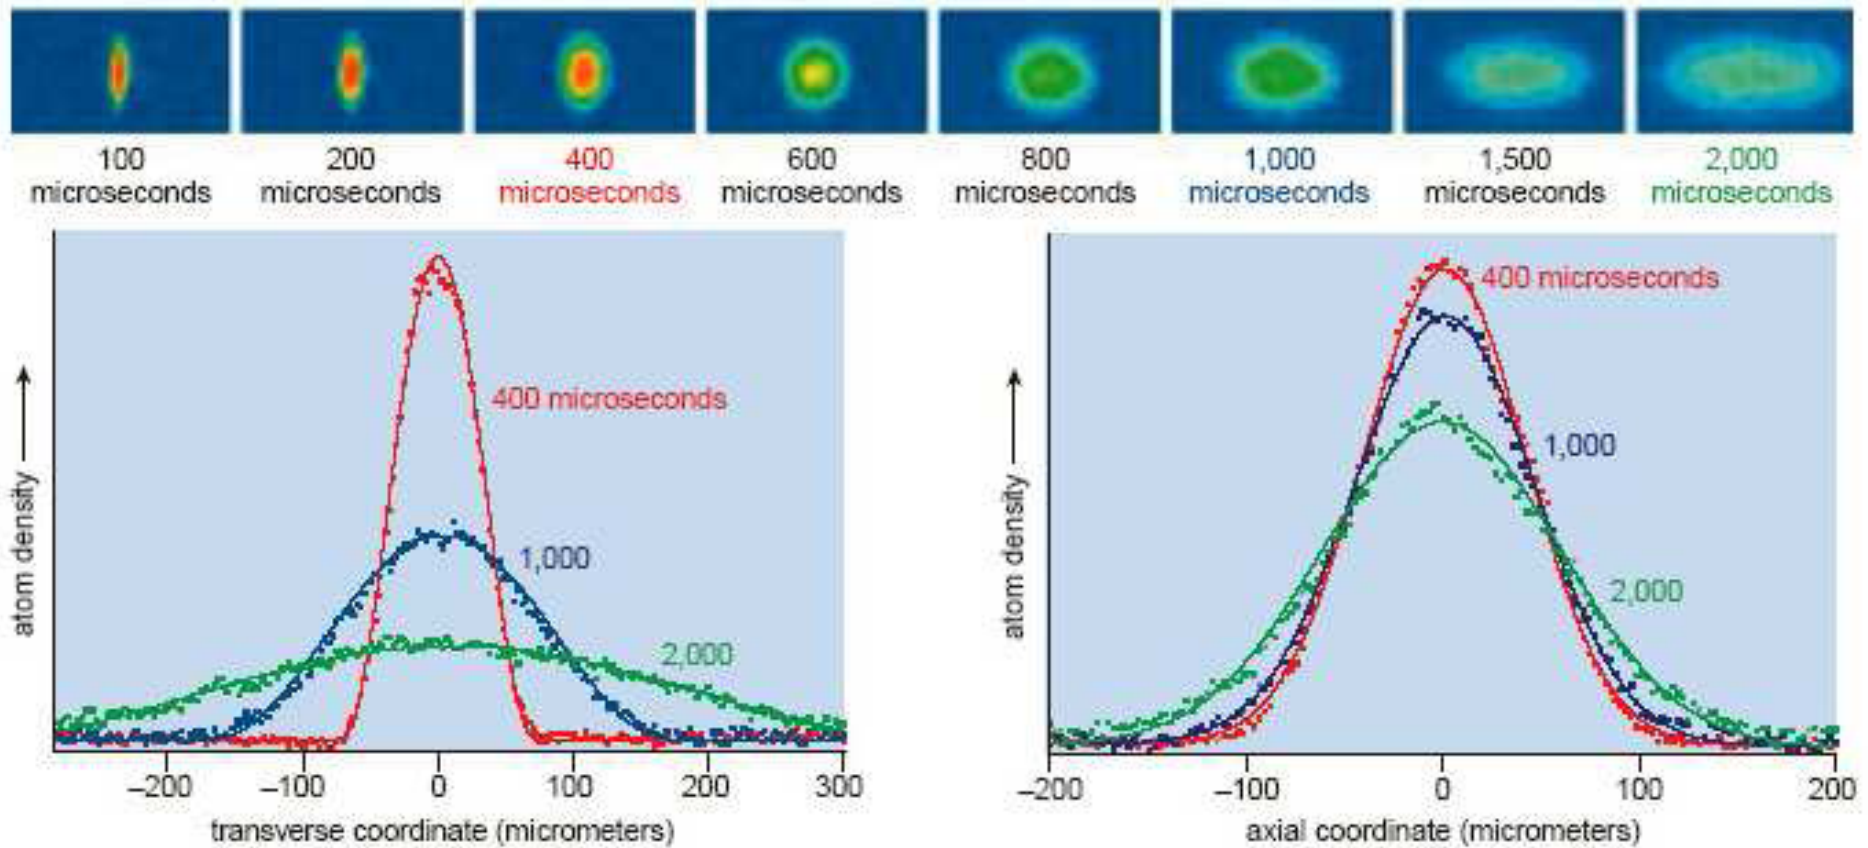 100
microseconds
200
microseconds
400
microseconds
600
microseconds
800
microseconds
1,000
microseconds
1,500
microseconds
2,000
microseconds
atom density
400 microseconds
1,000
2,000
–200
–100
0
100
200
300
transverse coordinate (micrometers)
atom density
400 microseconds
1,000
2,000
–200
–100
0
100
200
axial coordinate (micrometers)